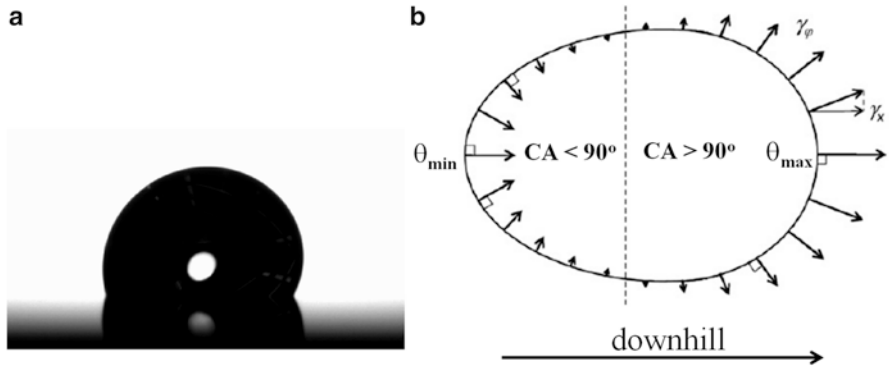 a
b
γφ
γx
θmin
CA < 90°
CA > 90°
θmax
downhill